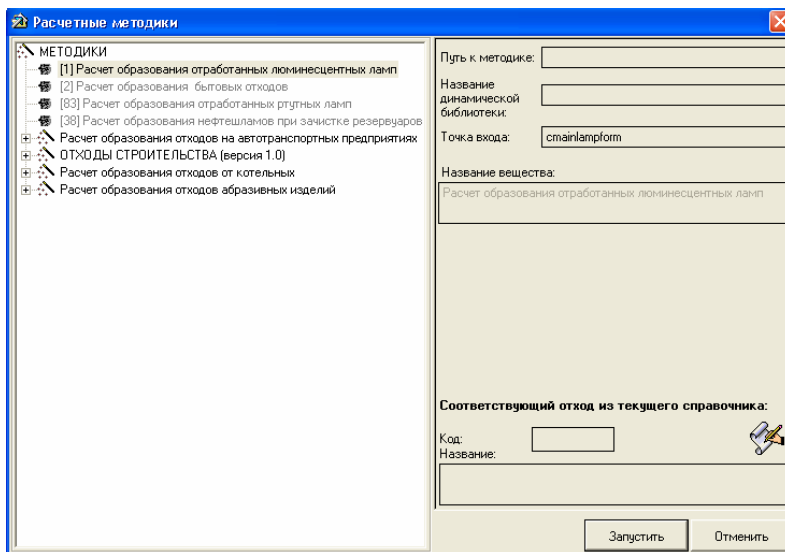 Расчетные методики
МЕТОДИКИ
[1] Расчет образования отработанных люминесцентных ламп
[2] Расчет образования бытовых отходов
[83] Расчет образования отработанных ртутных ламп
[38] Расчет образования нефтешламов при зачистке резервуаров
Расчет образования отходов на автотранспортных предприятиях
ОТХОДЫ СТРОИТЕЛЬСТВА (версия 1.0)
Расчет образования отходов от котельных
Расчет образования отходов абразивных изделий
Путь к методике:
Название
динамической
библиотеки:
Точка входа:
cmainlampform
Название вещества:
Расчет образования отработанных люминесцентных ламп
Соответствующий отход из текущего справочника:
Код:
Название:
Запустить
Отменить